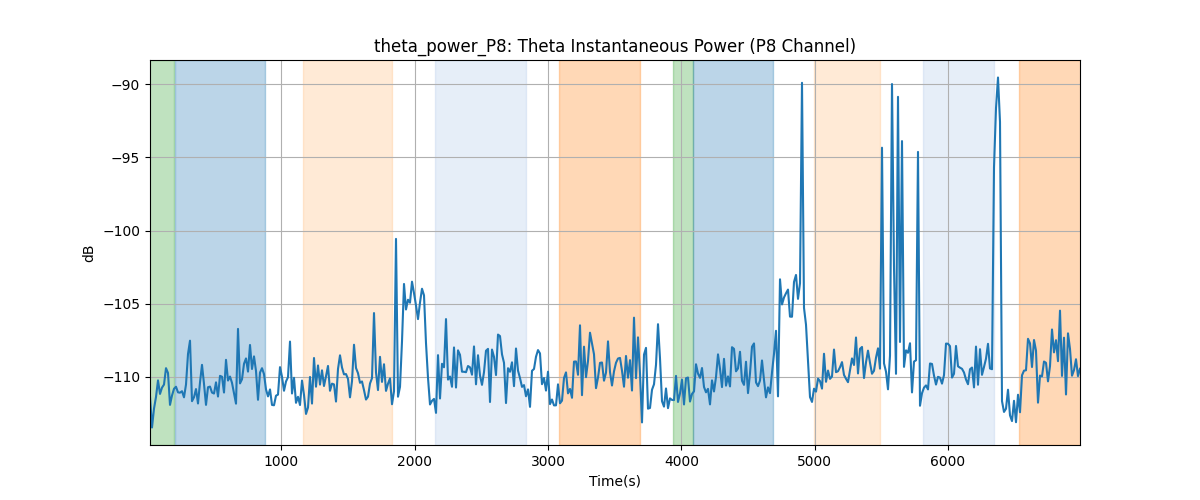 theta_power_P8: Theta Instantaneous Power (P8 Channel)
−90
−95
−100
−105
−110
dB
1000 2000 3000 4000 5000 6000
Time(s)